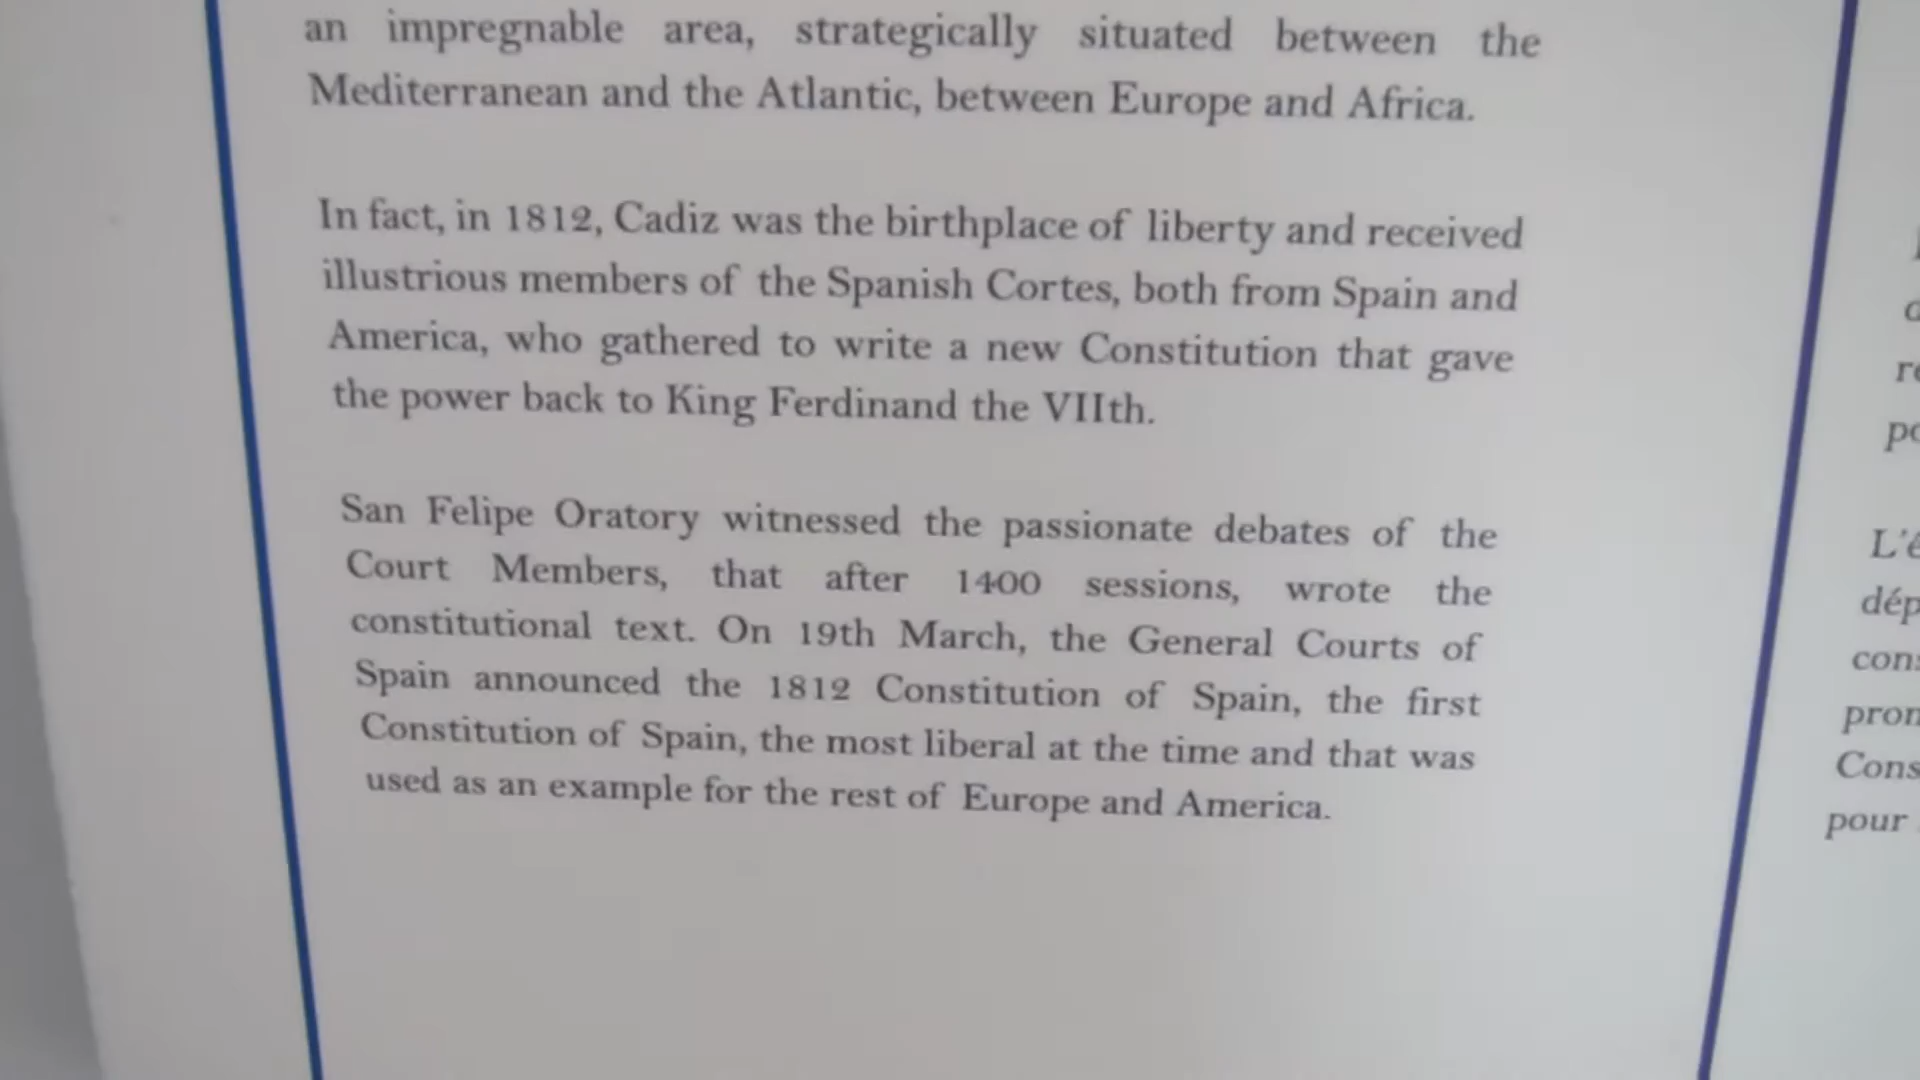 an impregnable area, strategically situated between the
Mediterranean and the Atlantic, between Europe and Africa.
In fact, in 1812, Cadiz was the birthplace of liberty and received
illustrious members of the Spanish Cortes, both from Spain and
America, who gathered to write a new Constitution that gave
the power back to King Ferdinand the VIIth.
San Felipe Oratory witnessed the passionate debates of the
Court Members, that after 1400 sessions, wrote the
constitutional text. On 19th March, the General Courts of
Spain announced the 1812 Constitution of Spain, the first
Constitution of Spain, the most liberal at the time and that was
used as an example for the rest of Europe and America.
pour